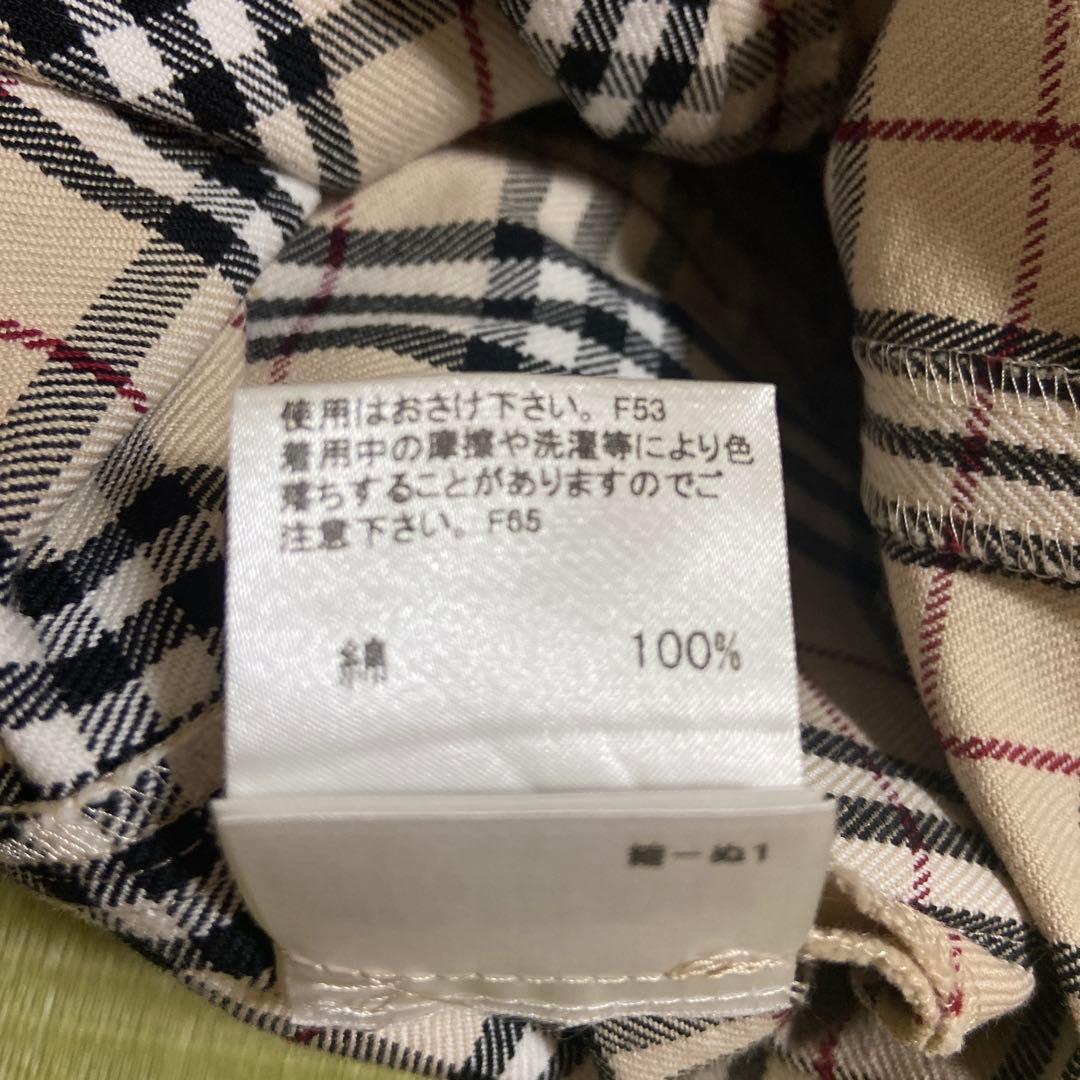 使用はおさけ下さい。F53
着用中の摩擦や洗濯等により色
落ちすることがありますのでご
注意下さい。F65
綿 100%
ーぬ1